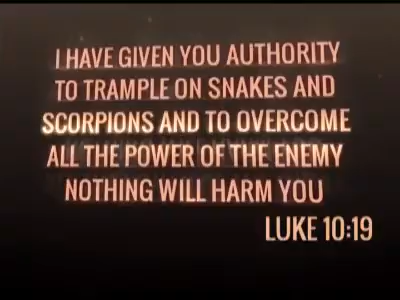 I HAVE GIVEN YOU AUTHORITY
TO TRAMPLE ON SNAKES AND
SCORPIONS AND TO OVERCOME
ALL THE POWER OF THE ENEMY
NOTHING WILL HARM YOU
LUKE 10:19